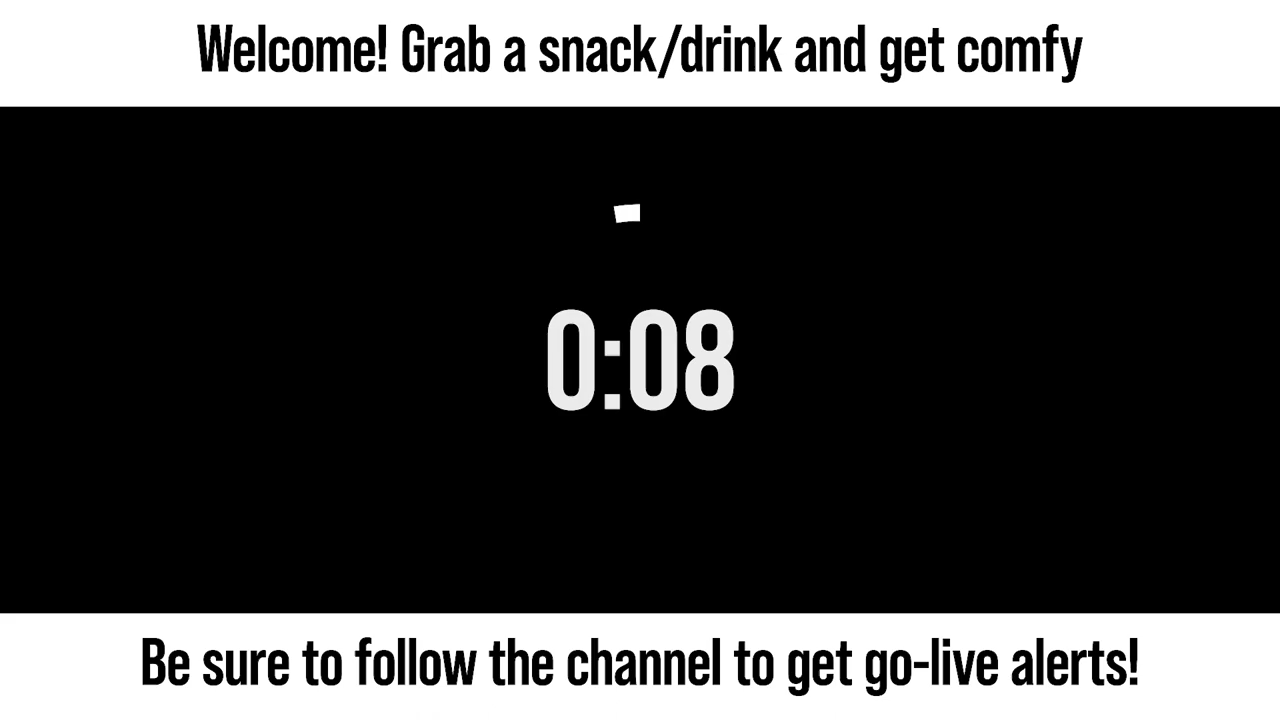 Welcome! Grab a snack/drink and get comfy
0:08
Be sure to follow the channel to get go-live alerts!